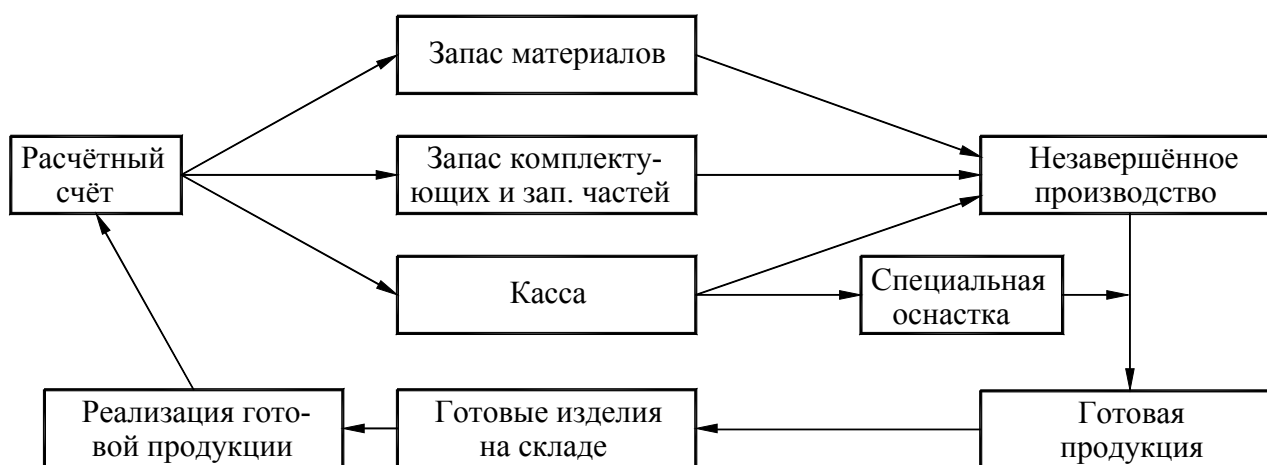 Запас материалов
Расчётный
счёт
Запас комплекту-
ющих и зап. частей
Незавершённое
производство
Касса
Специальная
оснастка
Реализация гото-
вой продукции
Готовые изделия
на складе
Готовая
продукция